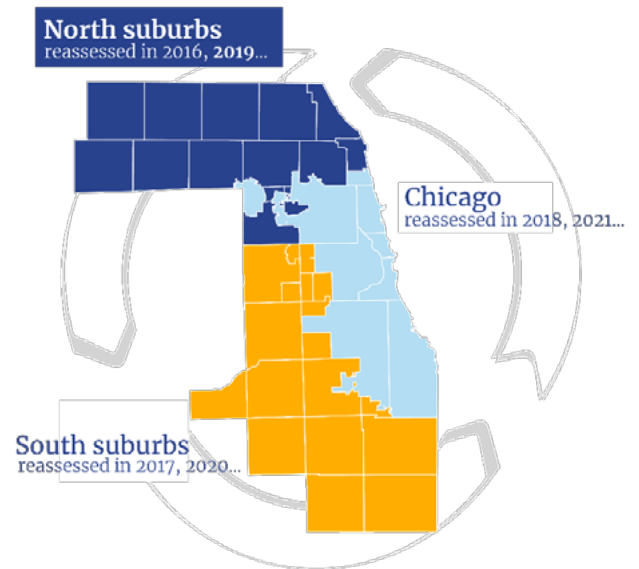 North suburbs
reassessed in 2016, 2019...
Chicago
reassessed in 2018, 2021...
South suburbs
reassessed in 2017, 2020...